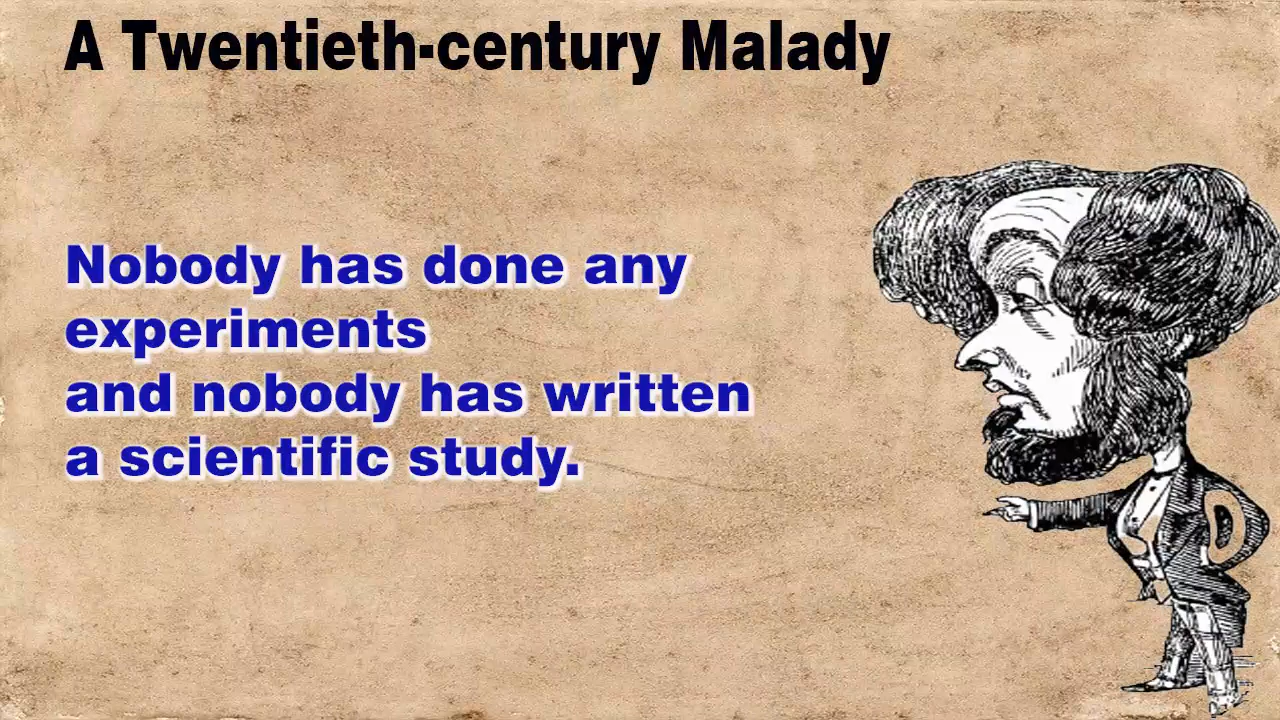 A Twentieth-century Malady
Nobody has done any
experiments
and nobody has written
a scientific study.